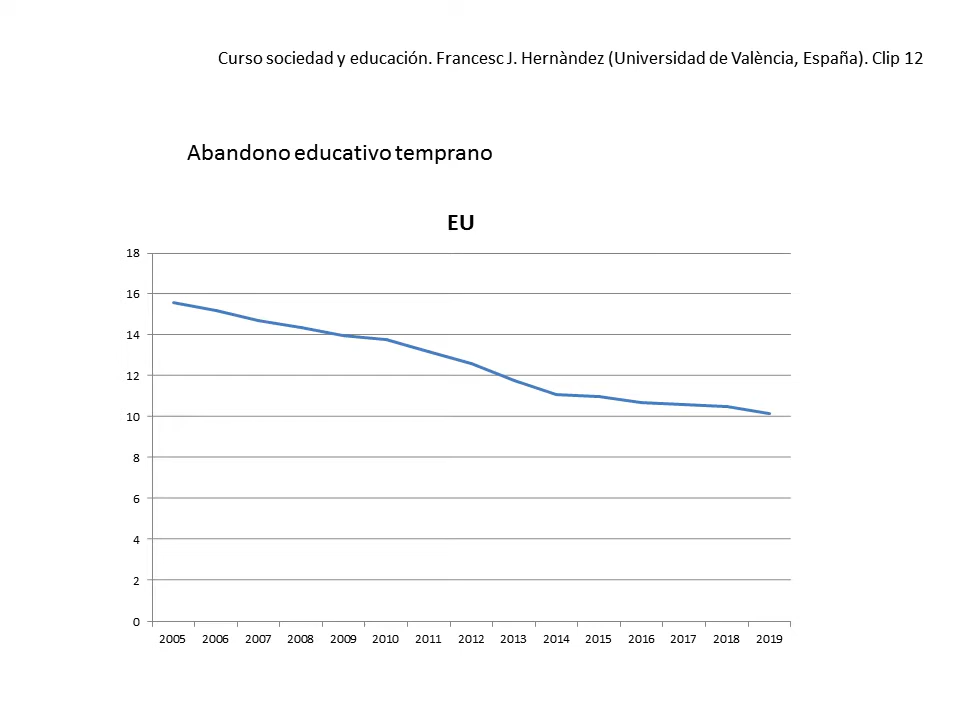 Curso sociedad y educación. Francesc J. Hernàndez (Universidad de València, España). Clip 12
Abandono educativo temprano
EU
18
16
14
12
10
8
6
4
2
0
2005 2006 2007 2008 2009 2010 2011 2012 2013 2014 2015 2016 2017 2018 2019